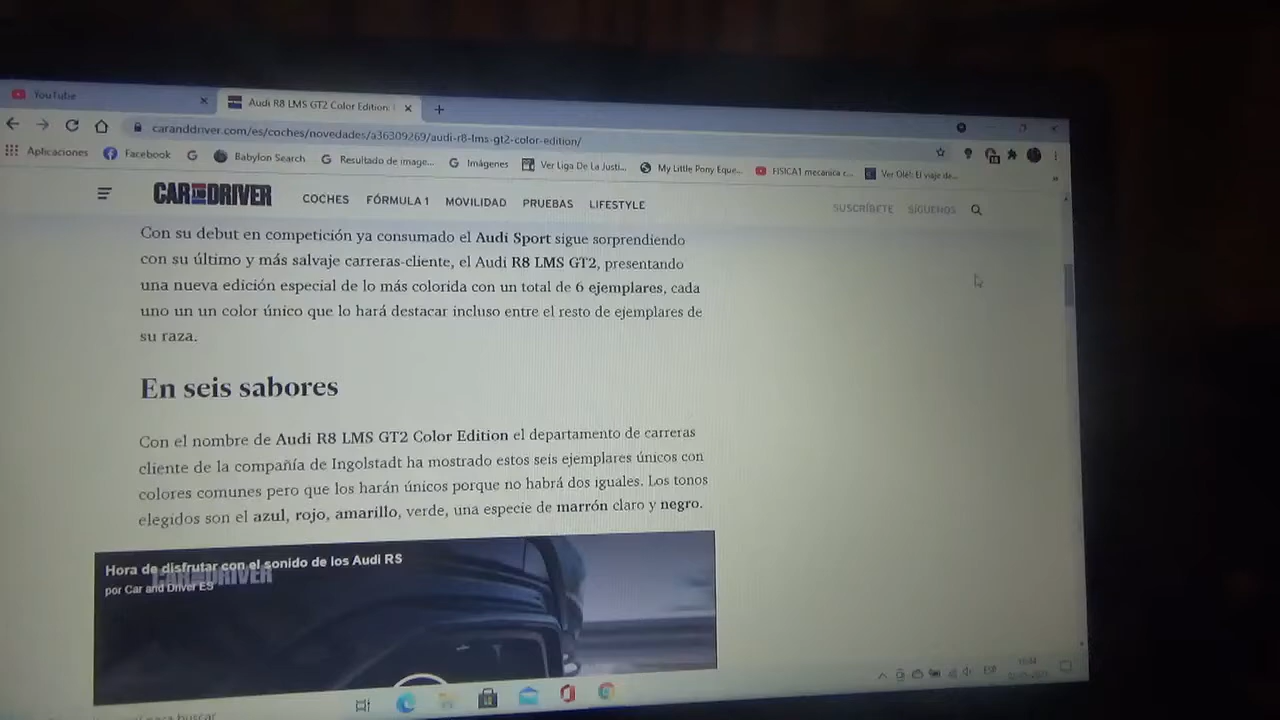 YouTube
Audi R8 LMS GT2 Color Edition:
caranddriver.com/es/coches/novedades/a36309269/audi-r8-lms-gt2-color-edition/
Aplicaciones Facebook Babylon Search Resultado de image... Imágenes Ver Liga De La Justi... My Little Pony Eque... FISICA1 mecanica c... Ver Olé!: El viaje de...
CAR AND DRIVER COCHES FÓRMULA 1 MOVILIDAD PRUEBAS LIFESTYLE SUSCRÍBETE SÍGUENOS
Con su debut en competición ya consumado el Audi Sport sigue sorprendiendo
con su último y más salvaje carreras-cliente, el Audi R8 LMS GT2, presentando
una nueva edición especial de lo más colorida con un total de 6 ejemplares, cada
uno un un color único que lo hará destacar incluso entre el resto de ejemplares de
su raza.
En seis sabores
Con el nombre de Audi R8 LMS GT2 Color Edition el departamento de carreras
cliente de la compañía de Ingolstadt ha mostrado estos seis ejemplares únicos con
colores comunes pero que los harán únicos porque no habrá dos iguales. Los tonos
elegidos son el azul, rojo, amarillo, verde, una especie de marrón claro y negro.
Hora de disfrutar con el sonido de los Audi RS
CAR AND DRIVER
por Car and Driver ES
ESP
buscar